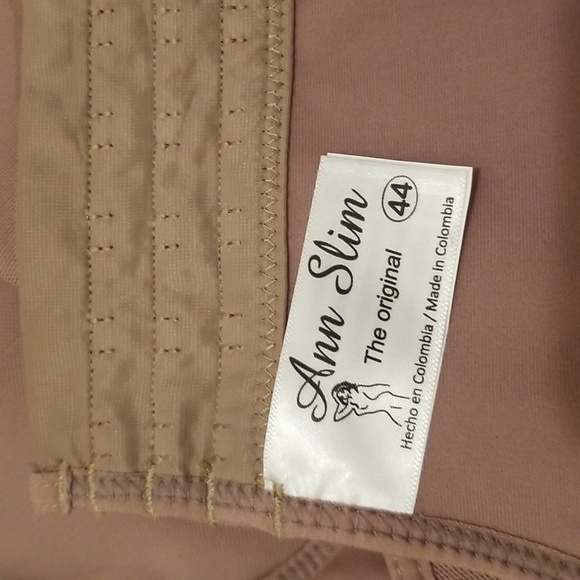 Ann Slim
The original 44
Hecho en Colombia / Made In Colombia